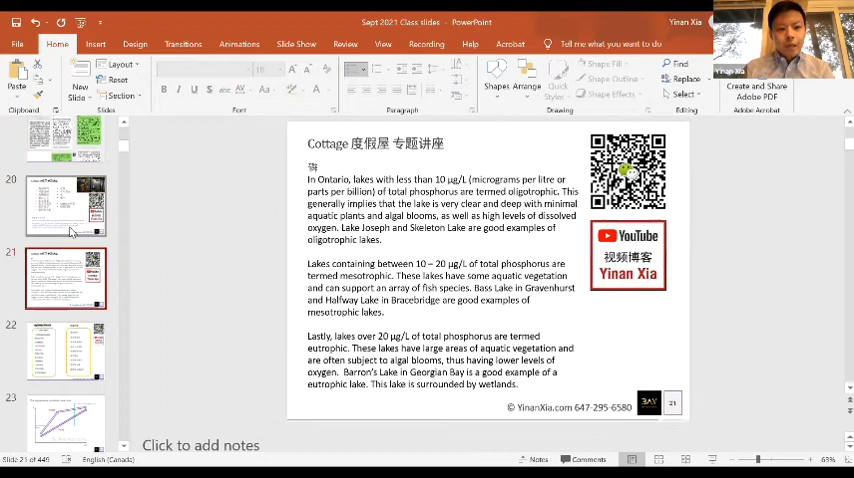 Sept 2021 Class slides - PowerPoint
Yinan Xia
File Home Insert Design Transitions Animations Slide Show Review View Recording Help Acrobat Tell me what you want to do
Paste
Clipboard
New
Slide
Layout
Reset
Section
Slides
18
Font
Paragraph
Shapes
Arrange
Quick
Styles
Shape Fill
Shape Outline
Shape Effects
Drawing
Find
Replace
Select
Editing
Create and Share
Adobe PDF
Adobe Acrobat
Yinan Xia
20
21
22
23
Cottage 度假屋 专题讲座
磷
In Ontario, lakes with less than 10 µg/L (micrograms per litre or
parts per billion) of total phosphorus are termed oligotrophic. This
generally implies that the lake is very clear and deep with minimal
aquatic plants and algal blooms, as well as high levels of dissolved
oxygen. Lake Joseph and Skeleton Lake are good examples of
oligotrophic lakes.
Lakes containing between 10 – 20 µg/L of total phosphorus are
termed mesotrophic. These lakes have some aquatic vegetation
and can support an array of fish species. Bass Lake in Gravenhurst
and Halfway Lake in Bracebridge are good examples of
mesotrophic lakes.
Lastly, lakes over 20 µg/L of total phosphorus are termed
eutrophic. These lakes have large areas of aquatic vegetation and
are often subject to algal blooms, thus having lower levels of
oxygen. Barron's Lake in Georgian Bay is a good example of a
eutrophic lake. This lake is surrounded by wetlands.
YouTube
视频博客
Yinan Xia
© YinanXia.com 647-295-6580
BAY
21
Click to add notes
Slide 21 of 449
English (Canada)
Notes
Comments
63%